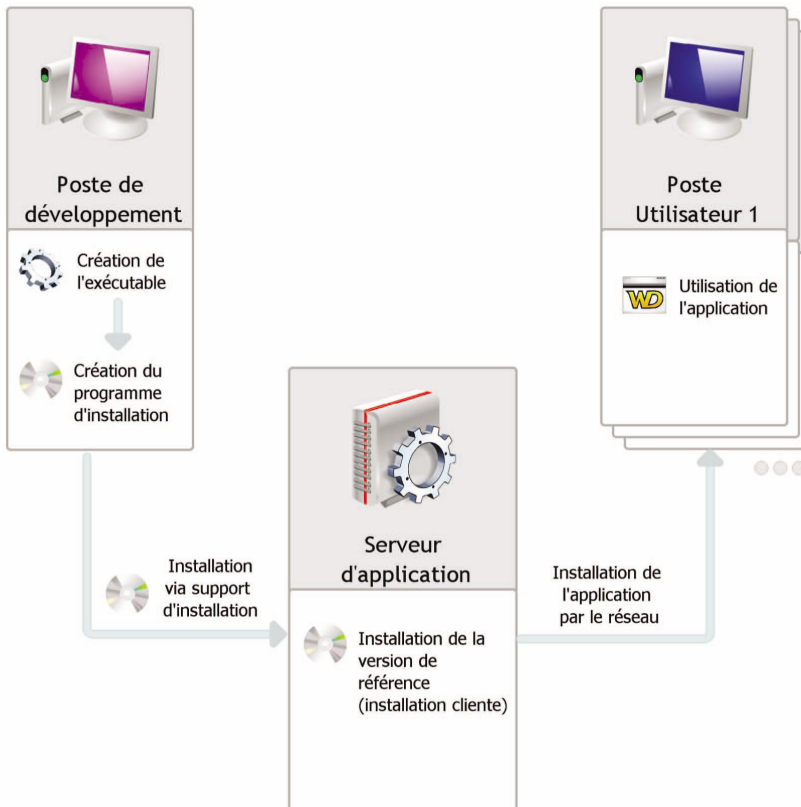 Poste de
développement
Création de
l'exécutable
Création du
programme
d'installation
Installation
via support
d'installation
Serveur
d'application
Installation de la
version de
référence
(installation cliente)
Installation de
l'application
par le réseau
Poste
Utilisateur 1
WD
Utilisation de
l'application